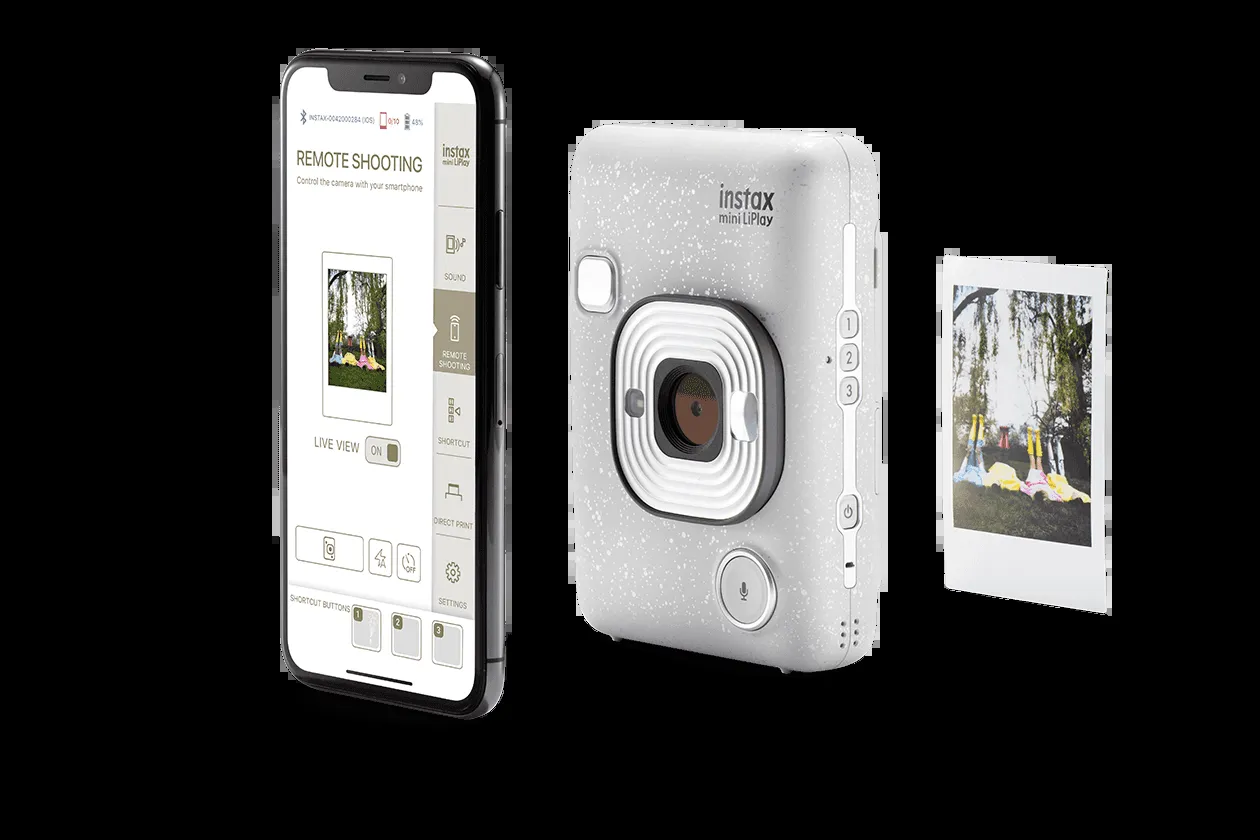 INSTAX-0042000284 (IOS) 0/10 48%
REMOTE SHOOTING
Control the camera with your smartphone
LIVE VIEW ON
A
OFF
SHORTCUT BUTTONS 1 2 3
instax
mini LiPlay
SOUND
REMOTE
SHOOTING
SHORTCUT
DIRECT PRINT
SETTINGS
instax
mini LiPlay
1
2
3